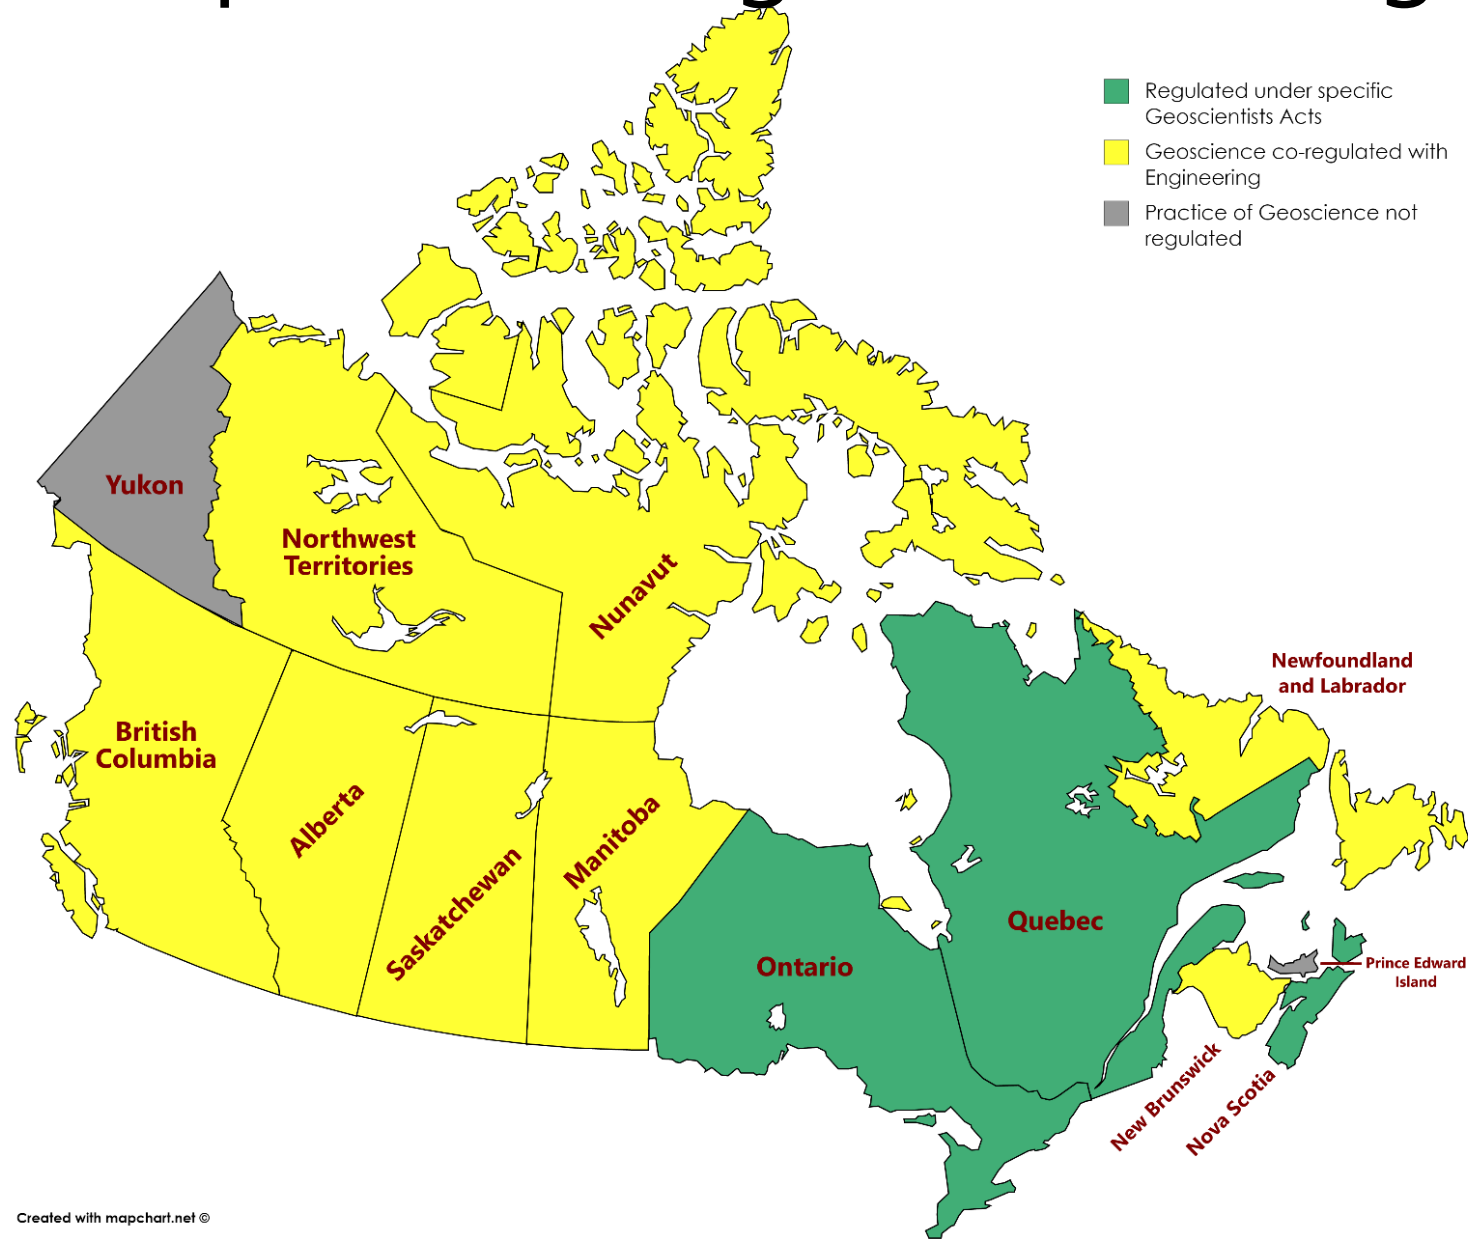 Regulated under specific
Geoscientists Acts
Geoscience co-regulated with
Engineering
Practice of Geoscience not
regulated
Yukon
Northwest
Territories
Nunavut
British
Columbia
Alberta
Saskatchewan
Manitoba
Ontario
Quebec
Newfoundland
and Labrador
Prince Edward
Island
New Brunswick
Nova Scotia
Created with mapchart.net ©